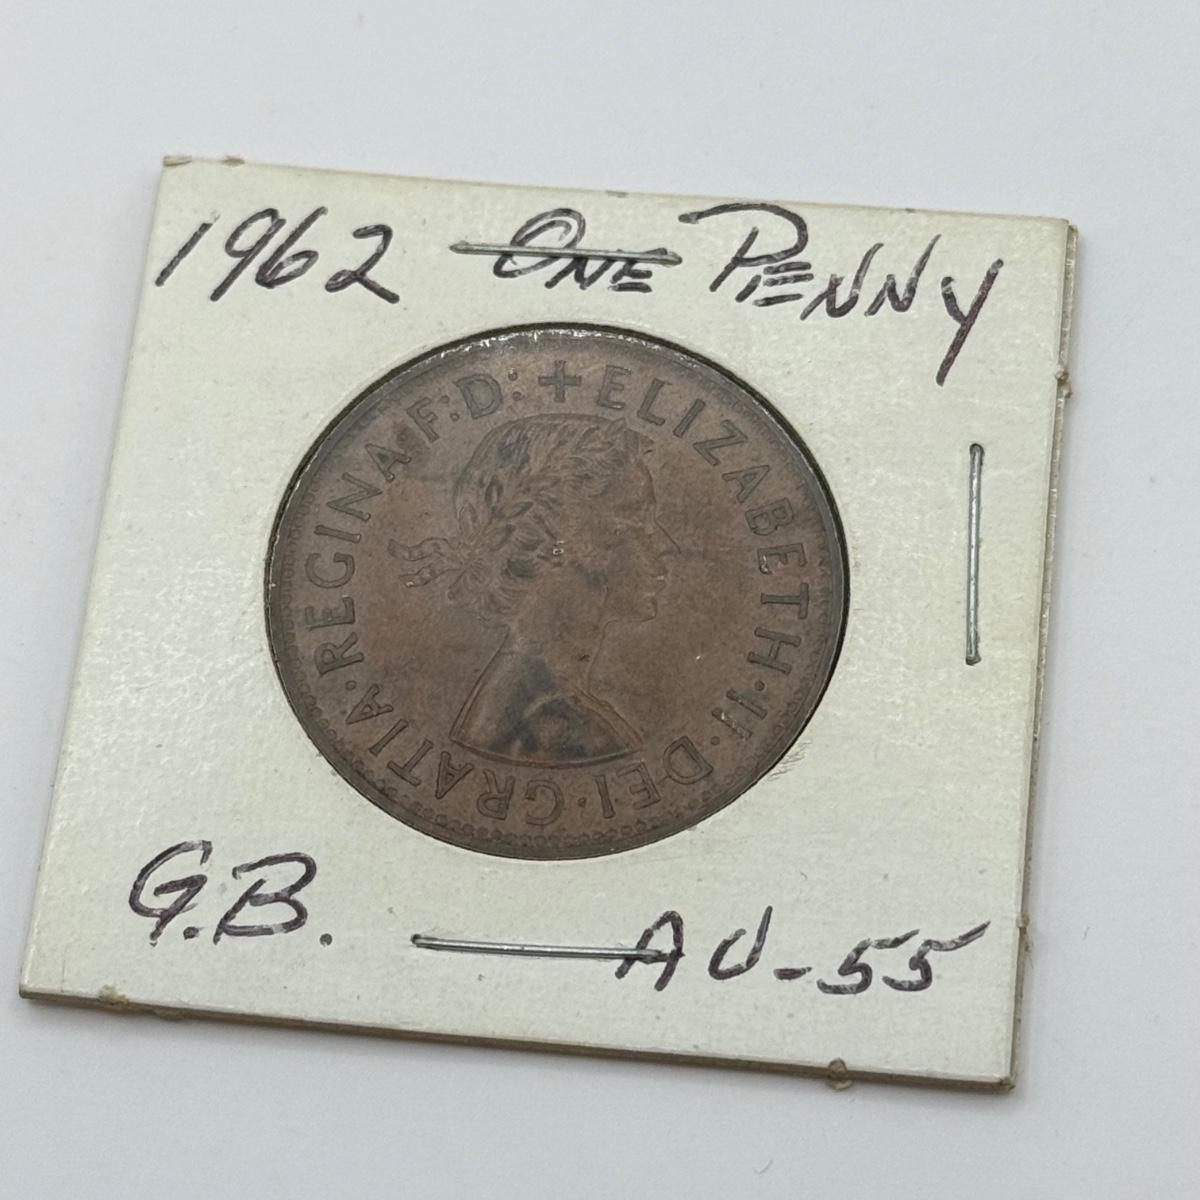 1962 ONE PENNY
+ELIZABETH·II·DEI·GRATIA·REGINA·F:D:
G.B. AU-55